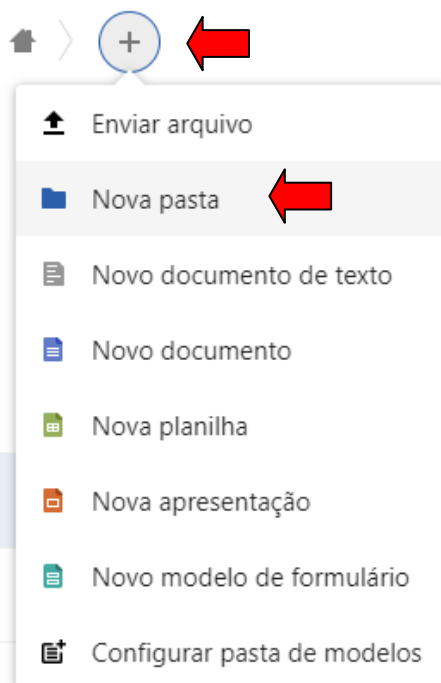 Enviar arquivo
Nova pasta
Novo documento de texto
Novo documento
Nova planilha
Nova apresentação
Novo modelo de formulário
Configurar pasta de modelos